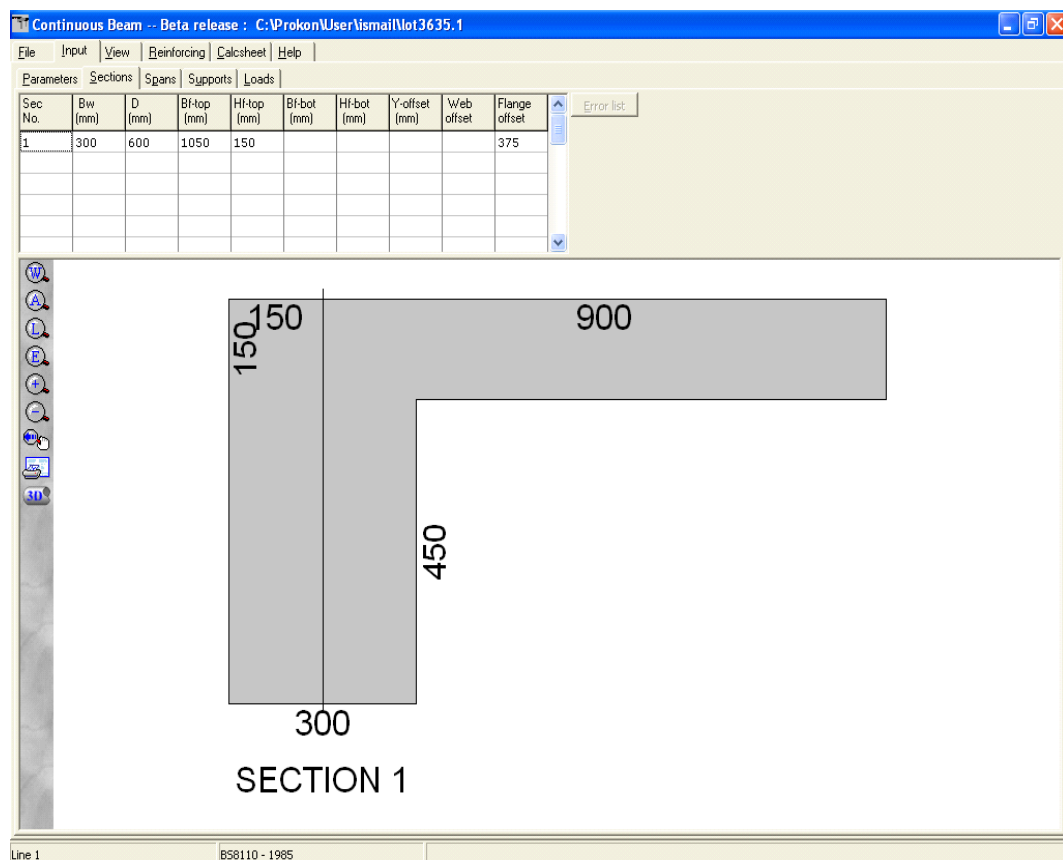 Continuous Beam -- Beta release : C:\Prokon\User\ismail\lot3635.1
File Input View Reinforcing Calcsheet Help
Parameters Sections Spans Supports Loads
Sec No. Bw (mm) D (mm) Bf-top (mm) Hf-top (mm) Bf-bot (mm) Hf-bot (mm) Y-offset (mm) Web offset Flange offset Error list
1 300 600 1050 150 375
W
A
L
E
+
-
3D
150 900
150
450
300
SECTION 1
Line 1 BS8110 - 1985